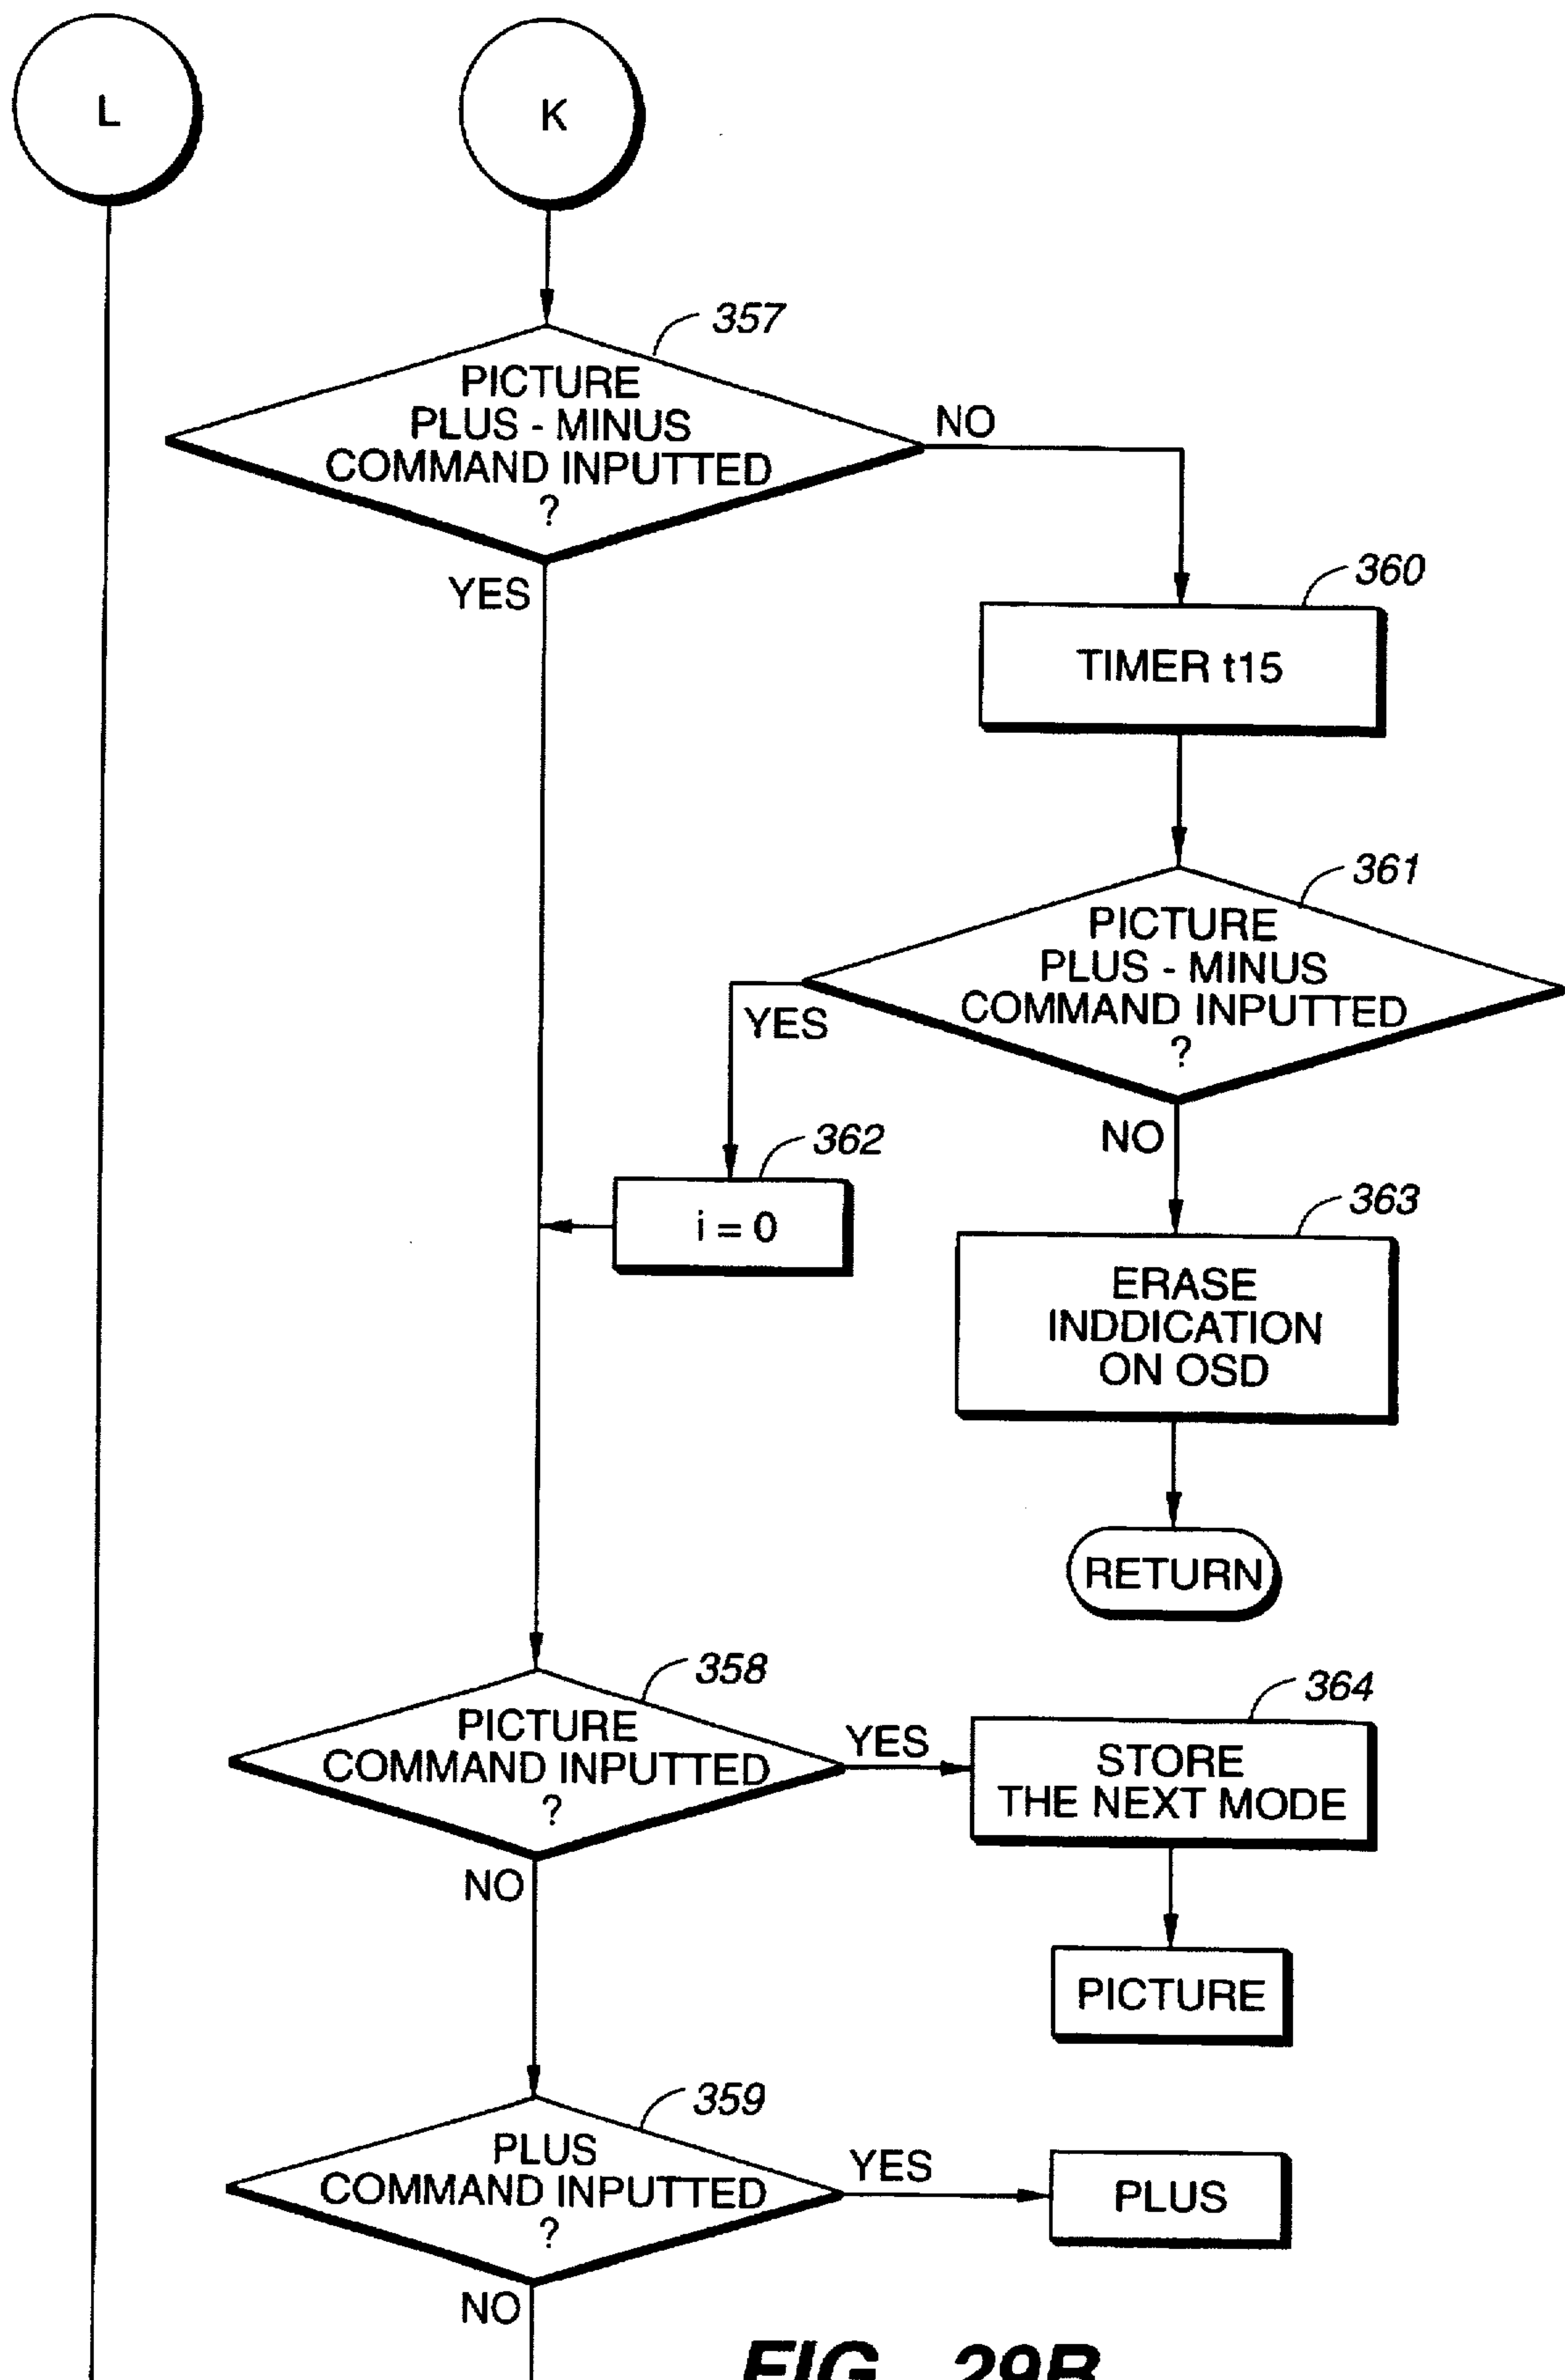 L
K
357
PICTURE
PLUS - MINUS
COMMAND INPUTTED
?
NO
YES
360
TIMER t15
361
PICTURE
PLUS - MINUS
COMMAND INPUTTED
?
YES
NO
362
i = 0
363
ERASE
INDDICATION
ON OSD
RETURN
358
PICTURE
COMMAND INPUTTED
?
YES
NO
364
STORE
THE NEXT MODE
PICTURE
359
PLUS
COMMAND INPUTTED
?
YES
PLUS
NO
FIG. 29B